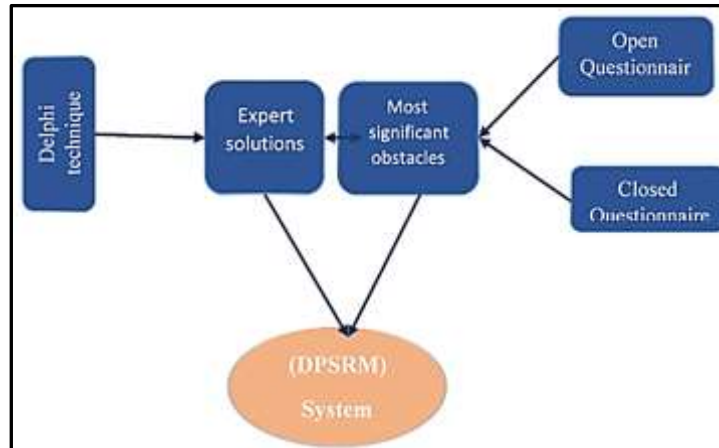 Delphi
technique
Expert
solutions
Most
significant
obstacles
Open
Questionnair
Closed
Questionnaire
(DPSRM)
System